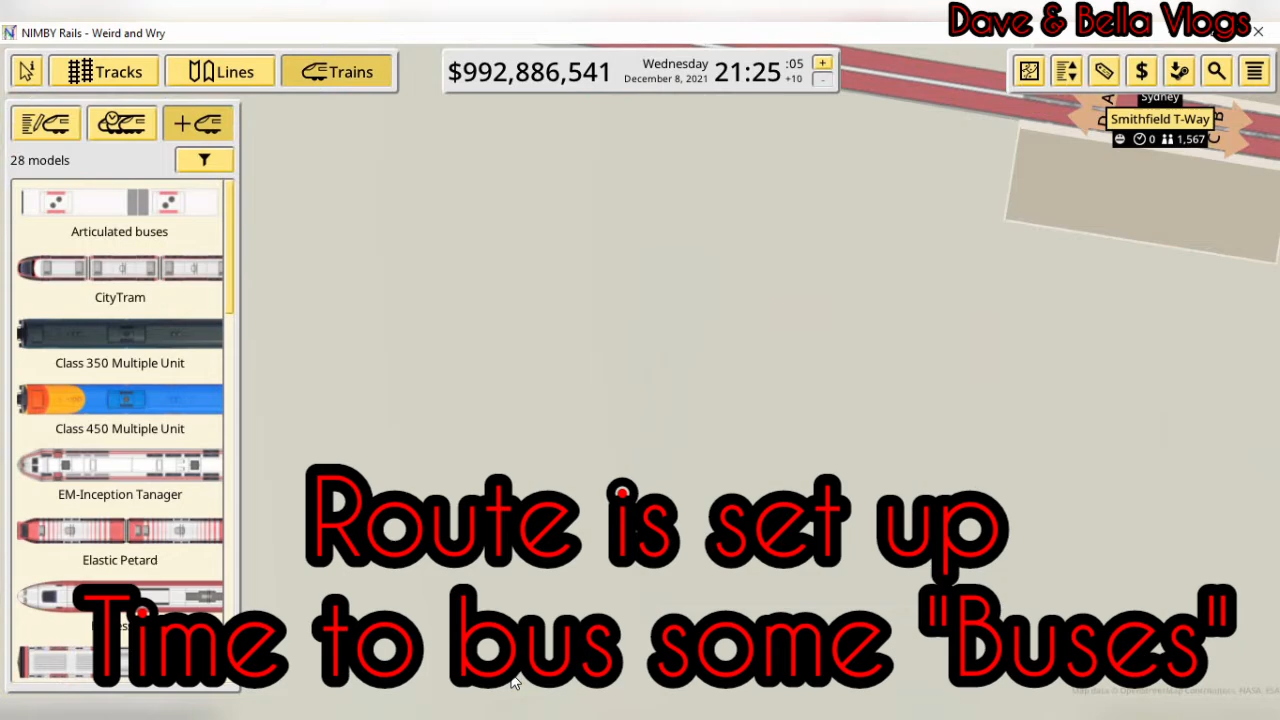 Dave & Bella Vlogs
NIMBY Rails - Weird and Wry
Tracks
Lines
Trains
$992,886,541
Wednesday
December 8, 2021
21:25
:05
+10
+
-
$
Sydney
Smithfield T-Way
0 1,567
A
B
C
28 models
Articulated buses
CityTram
Class 350 Multiple Unit
Class 450 Multiple Unit
EM-Inception Tanager
Elastic Petard
Route is set up
Time to bus some "Buses"